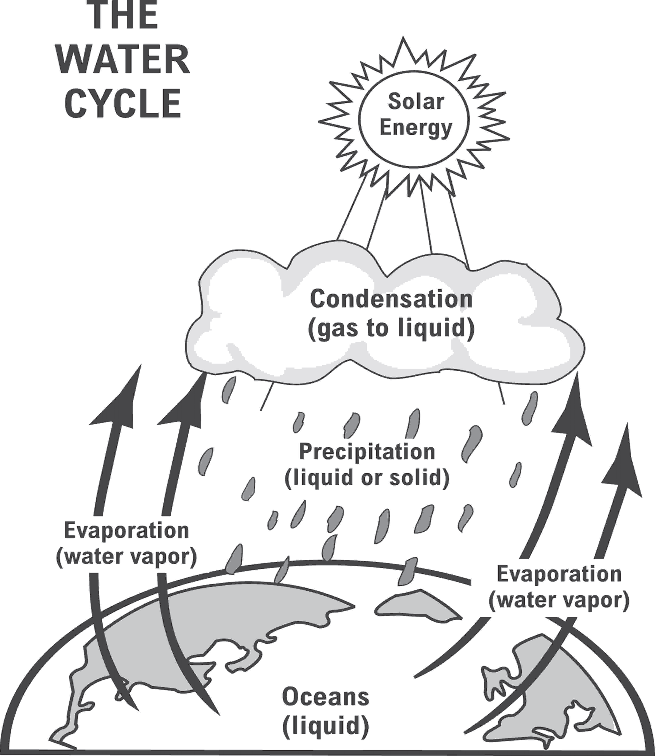 THE
WATER
CYCLE
Solar
Energy
Condensation
(gas to liquid)
Precipitation
(liquid or solid)
Evaporation
(water vapor)
Evaporation
(water vapor)
Oceans
(liquid)